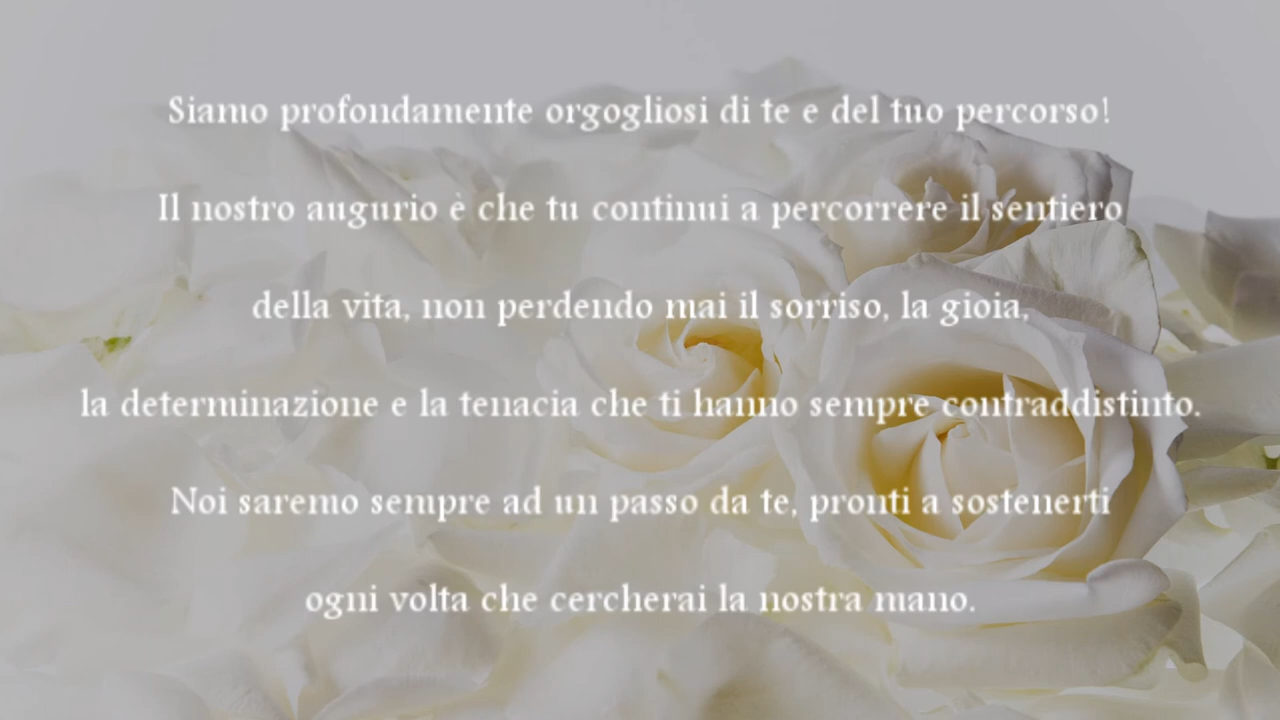 Siamo profondamente orgogliosi di te e del tuo percorso!
Il nostro augurio è che tu continui a percorrere il sentiero
della vita, non perdendo mai il sorriso, la gioia,
la determinazione e la tenacia che ti hanno sempre contraddistinto.
Noi saremo sempre ad un passo da te, pronti a sostenerti
ogni volta che cercherai la nostra mano.